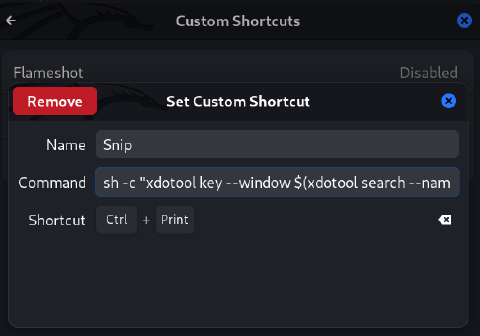 Custom Shortcuts
Flameshot Disabled
Remove Set Custom Shortcut
Name Snip
Command sh -c "xdotool key --window $(xdotool search --nam
Shortcut Ctrl + Print